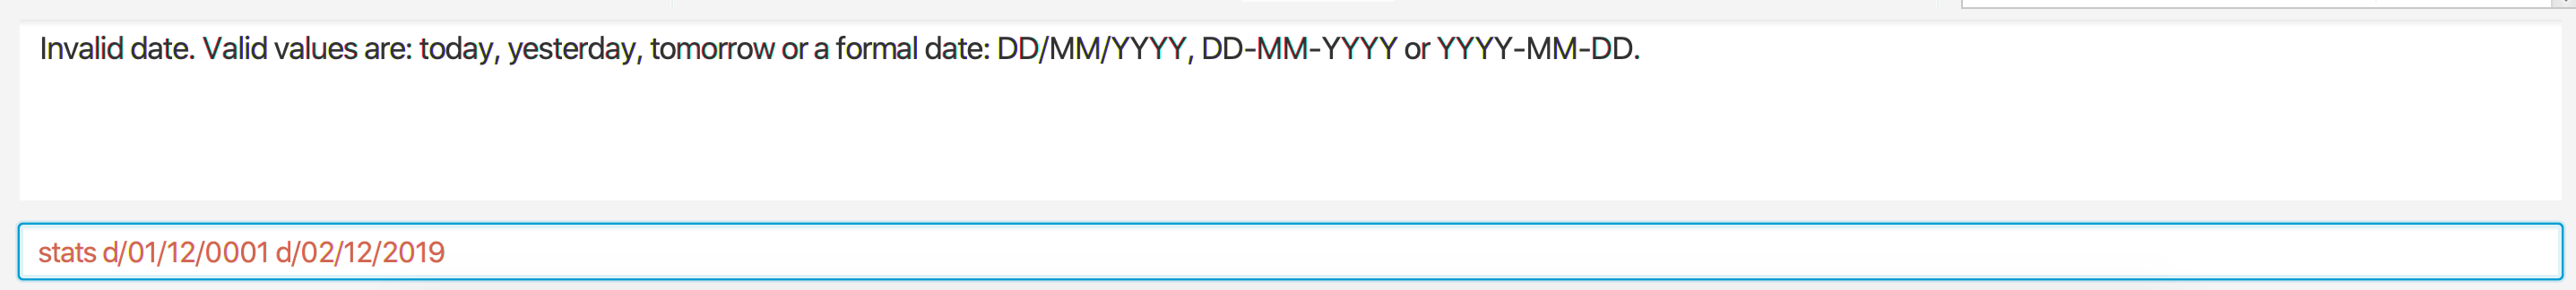 Invalid date. Valid values are: today, yesterday, tomorrow or a formal date: DD/MM/YYYY, DD-MM-YYYY or YYYY-MM-DD.
stats d/01/12/0001 d/02/12/2019